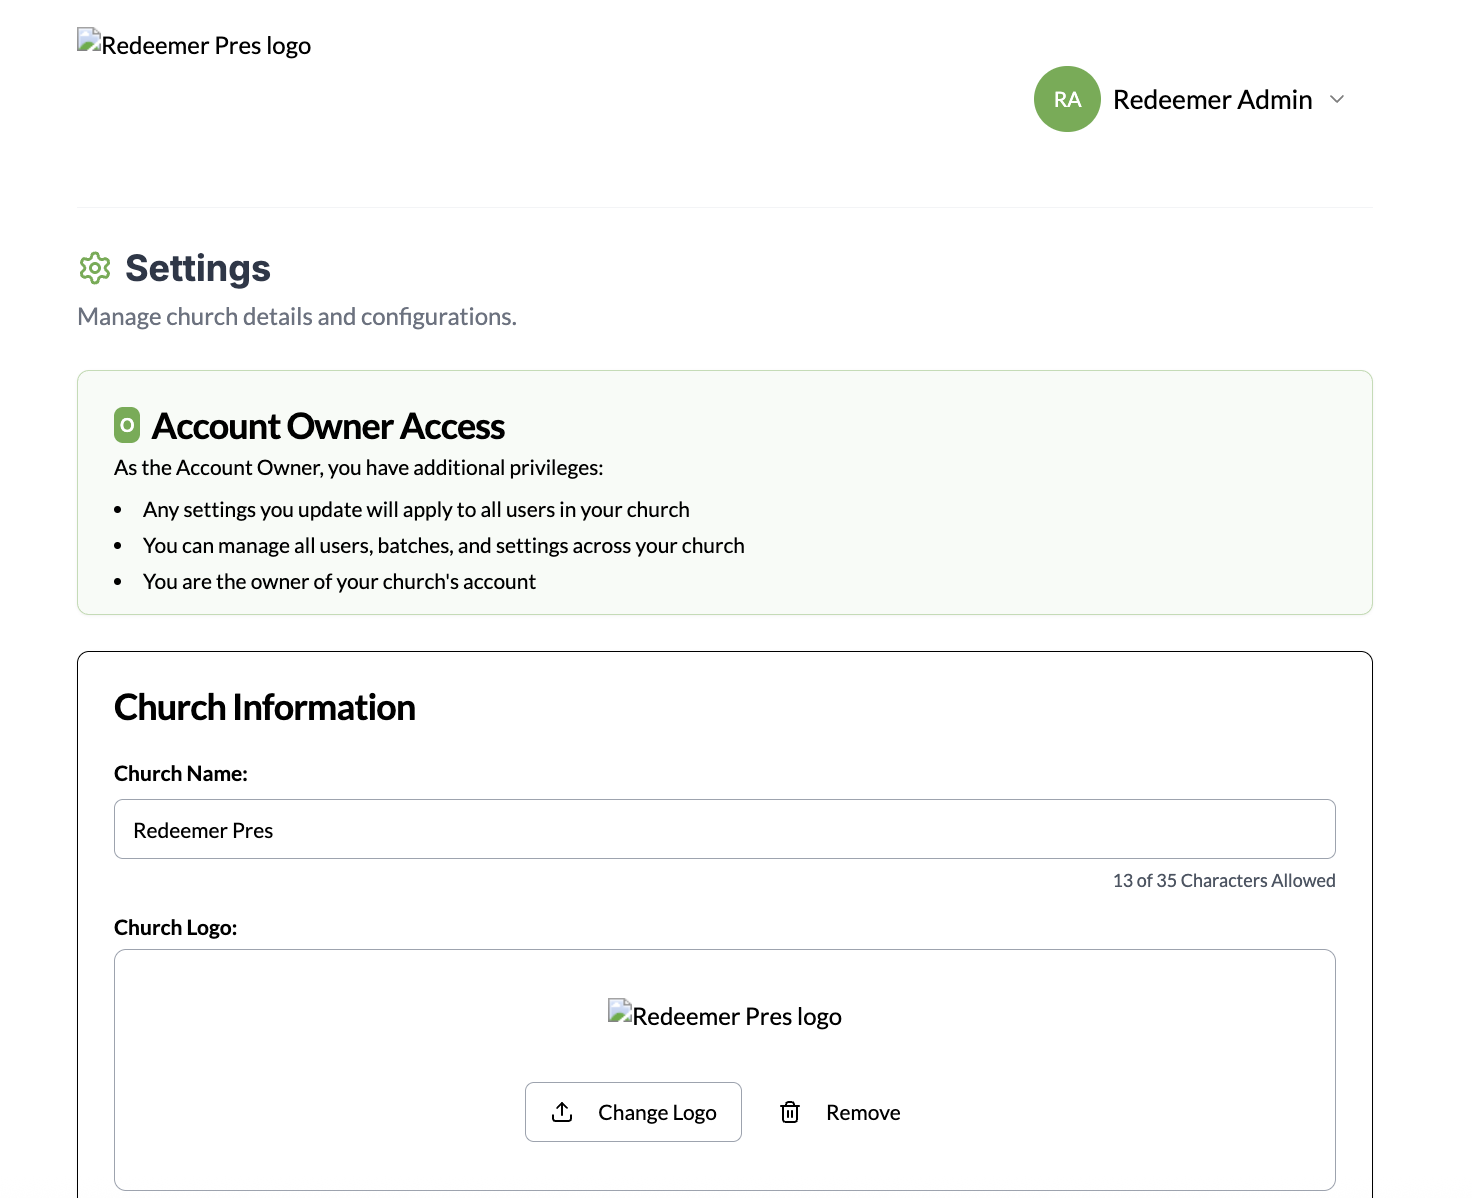 Redeemer Pres logo
RA
Redeemer Admin
Settings
Manage church details and configurations.
O
Account Owner Access
As the Account Owner, you have additional privileges:
Any settings you update will apply to all users in your church
You can manage all users, batches, and settings across your church
You are the owner of your church's account
Church Information
Church Name:
Redeemer Pres
13 of 35 Characters Allowed
Church Logo:
Redeemer Pres logo
Change Logo
Remove